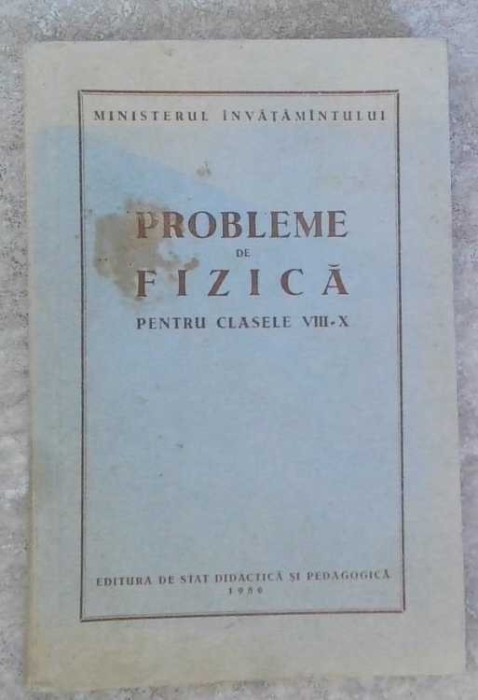 MINISTERUL ÎNVĂȚĂMÎNTULUI
PROBLEME
DE
FIZICĂ
PENTRU CLASELE VIII-X
EDITURA DE STAT DIDACTICĂ ȘI PEDAGOGICĂ